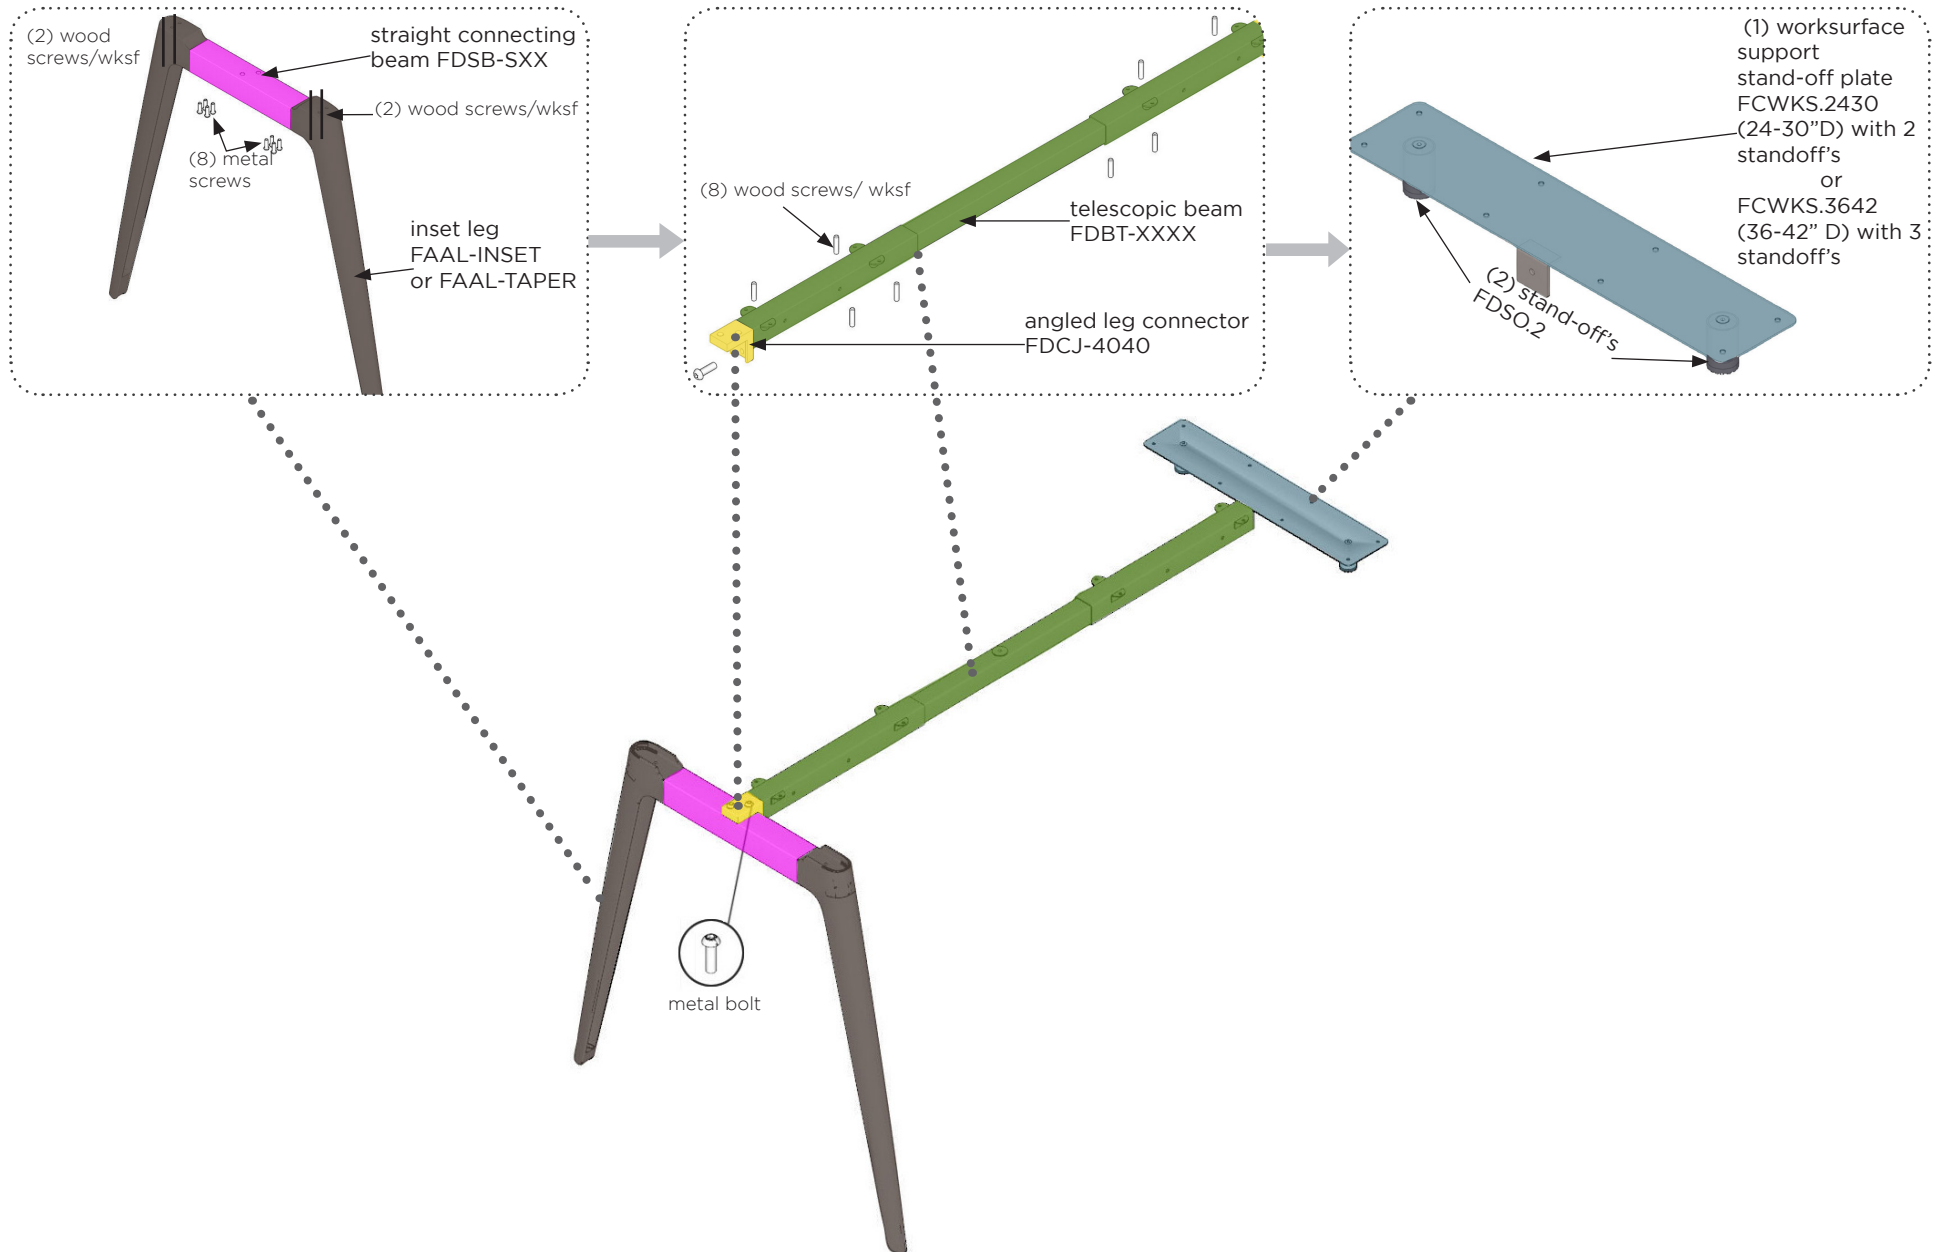 (2) wood
screws/wksf
straight connecting
beam FDSB-SXX
(2) wood screws/wksf
(8) metal
screws
inset leg
FAAL-INSET
or FAAL-TAPER
(8) wood screws/ wksf
telescopic beam
FDBT-XXXX
angled leg connector
FDCJ-4040
(1) worksurface
support
stand-off plate
FCWKS.2430
(24-30”D) with 2
standoff's
or
FCWKS.3642
(36-42” D) with 3
standoff's
(2) stand-off's
FDSO.2
metal bolt